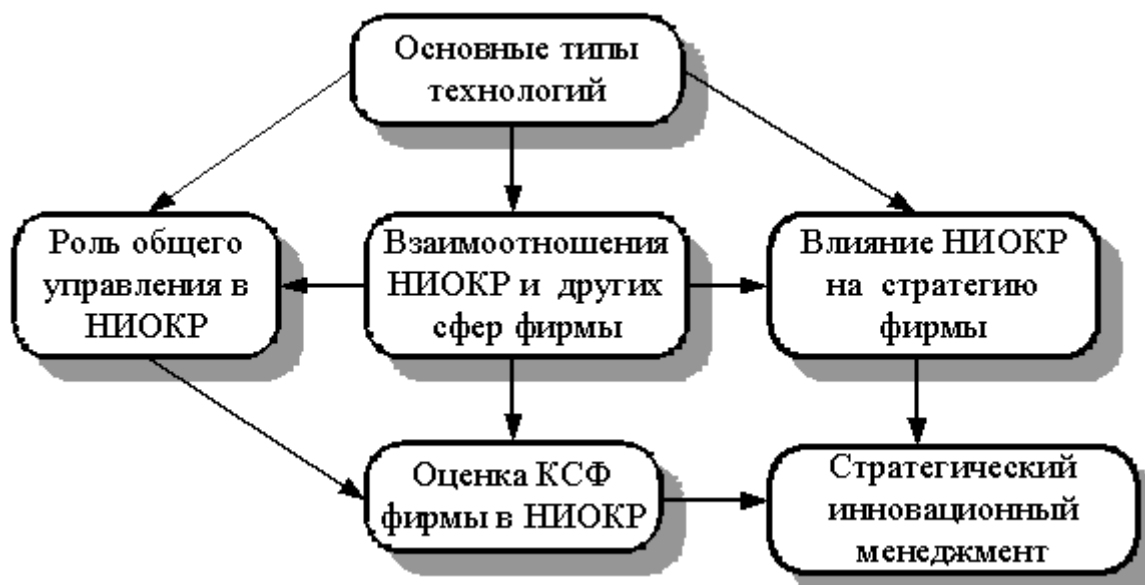 Основные типы
технологий
Роль общего
управления в
НИОКР
Взаимоотношения
НИОКР и других
сфер фирмы
Влияние НИОКР
на стратегию
фирмы
Оценка КСФ
фирмы в НИОКР
Стратегический
инновационный
менеджмент